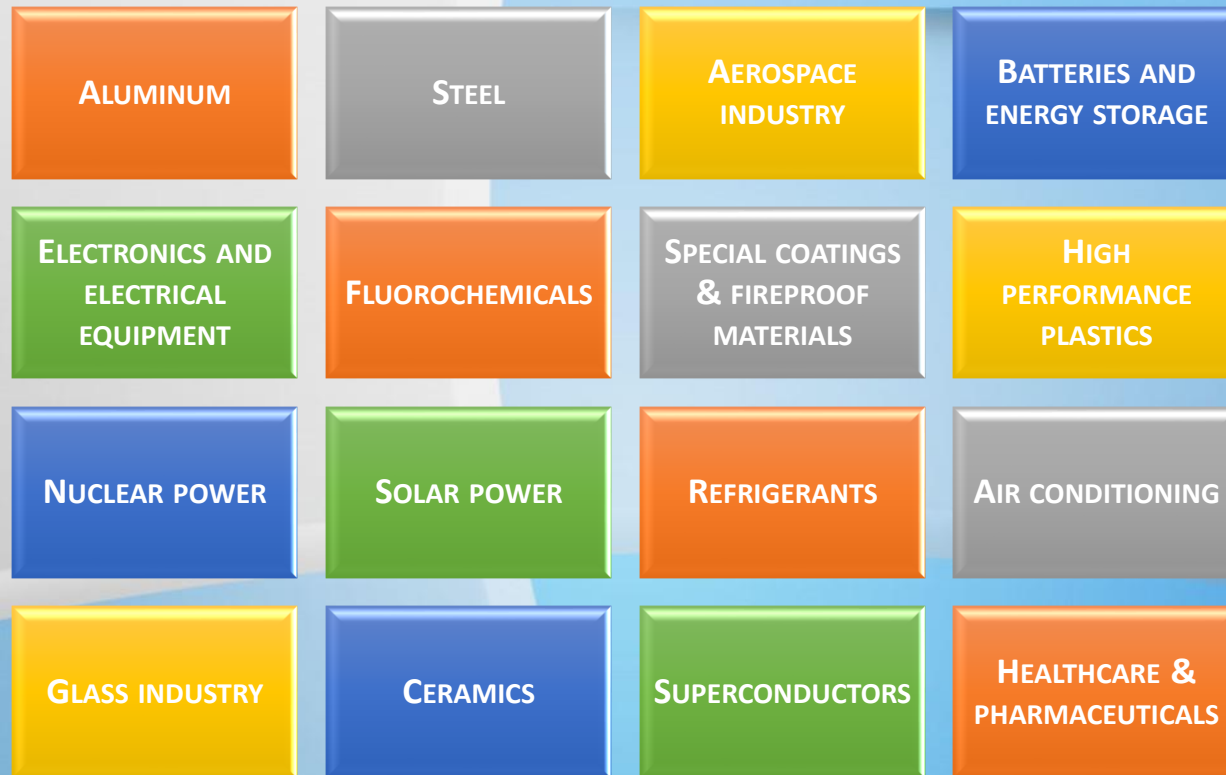 ALUMINUM
STEEL
AEROSPACE
INDUSTRY
BATTERIES AND
ENERGY STORAGE
ELECTRONICS AND
ELECTRICAL
EQUIPMENT
FLUOROCHEMICALS
SPECIAL COATINGS
& FIREPROOF
MATERIALS
HIGH
PERFORMANCE
PLASTICS
NUCLEAR POWER
SOLAR POWER
REFRIGERANTS
AIR CONDITIONING
GLASS INDUSTRY
CERAMICS
SUPERCONDUCTORS
HEALTHCARE &
PHARMACEUTICALS